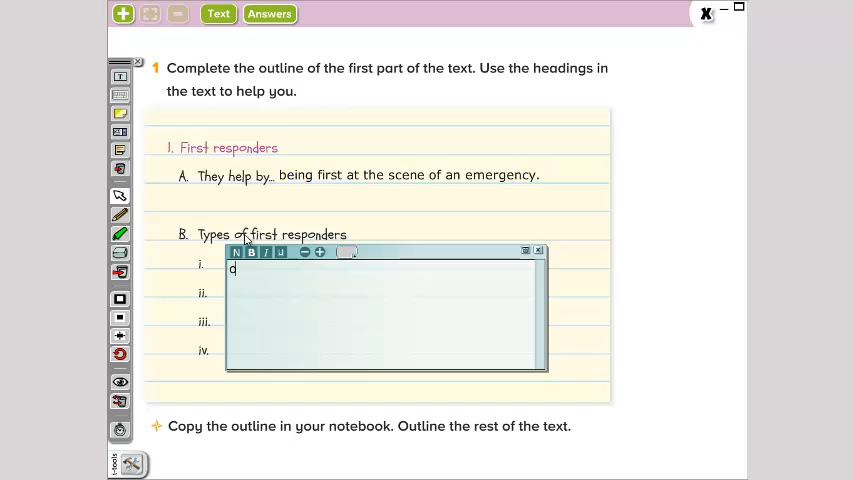 Text Answers
1 Complete the outline of the first part of the text. Use the headings in
the text to help you.
I. First responders
A. They help by... being first at the scene of an emergency.
B. Types of first responders
N B I u
i. d
ii.
iii.
iv.
Copy the outline in your notebook. Outline the rest of the text.
i-tools